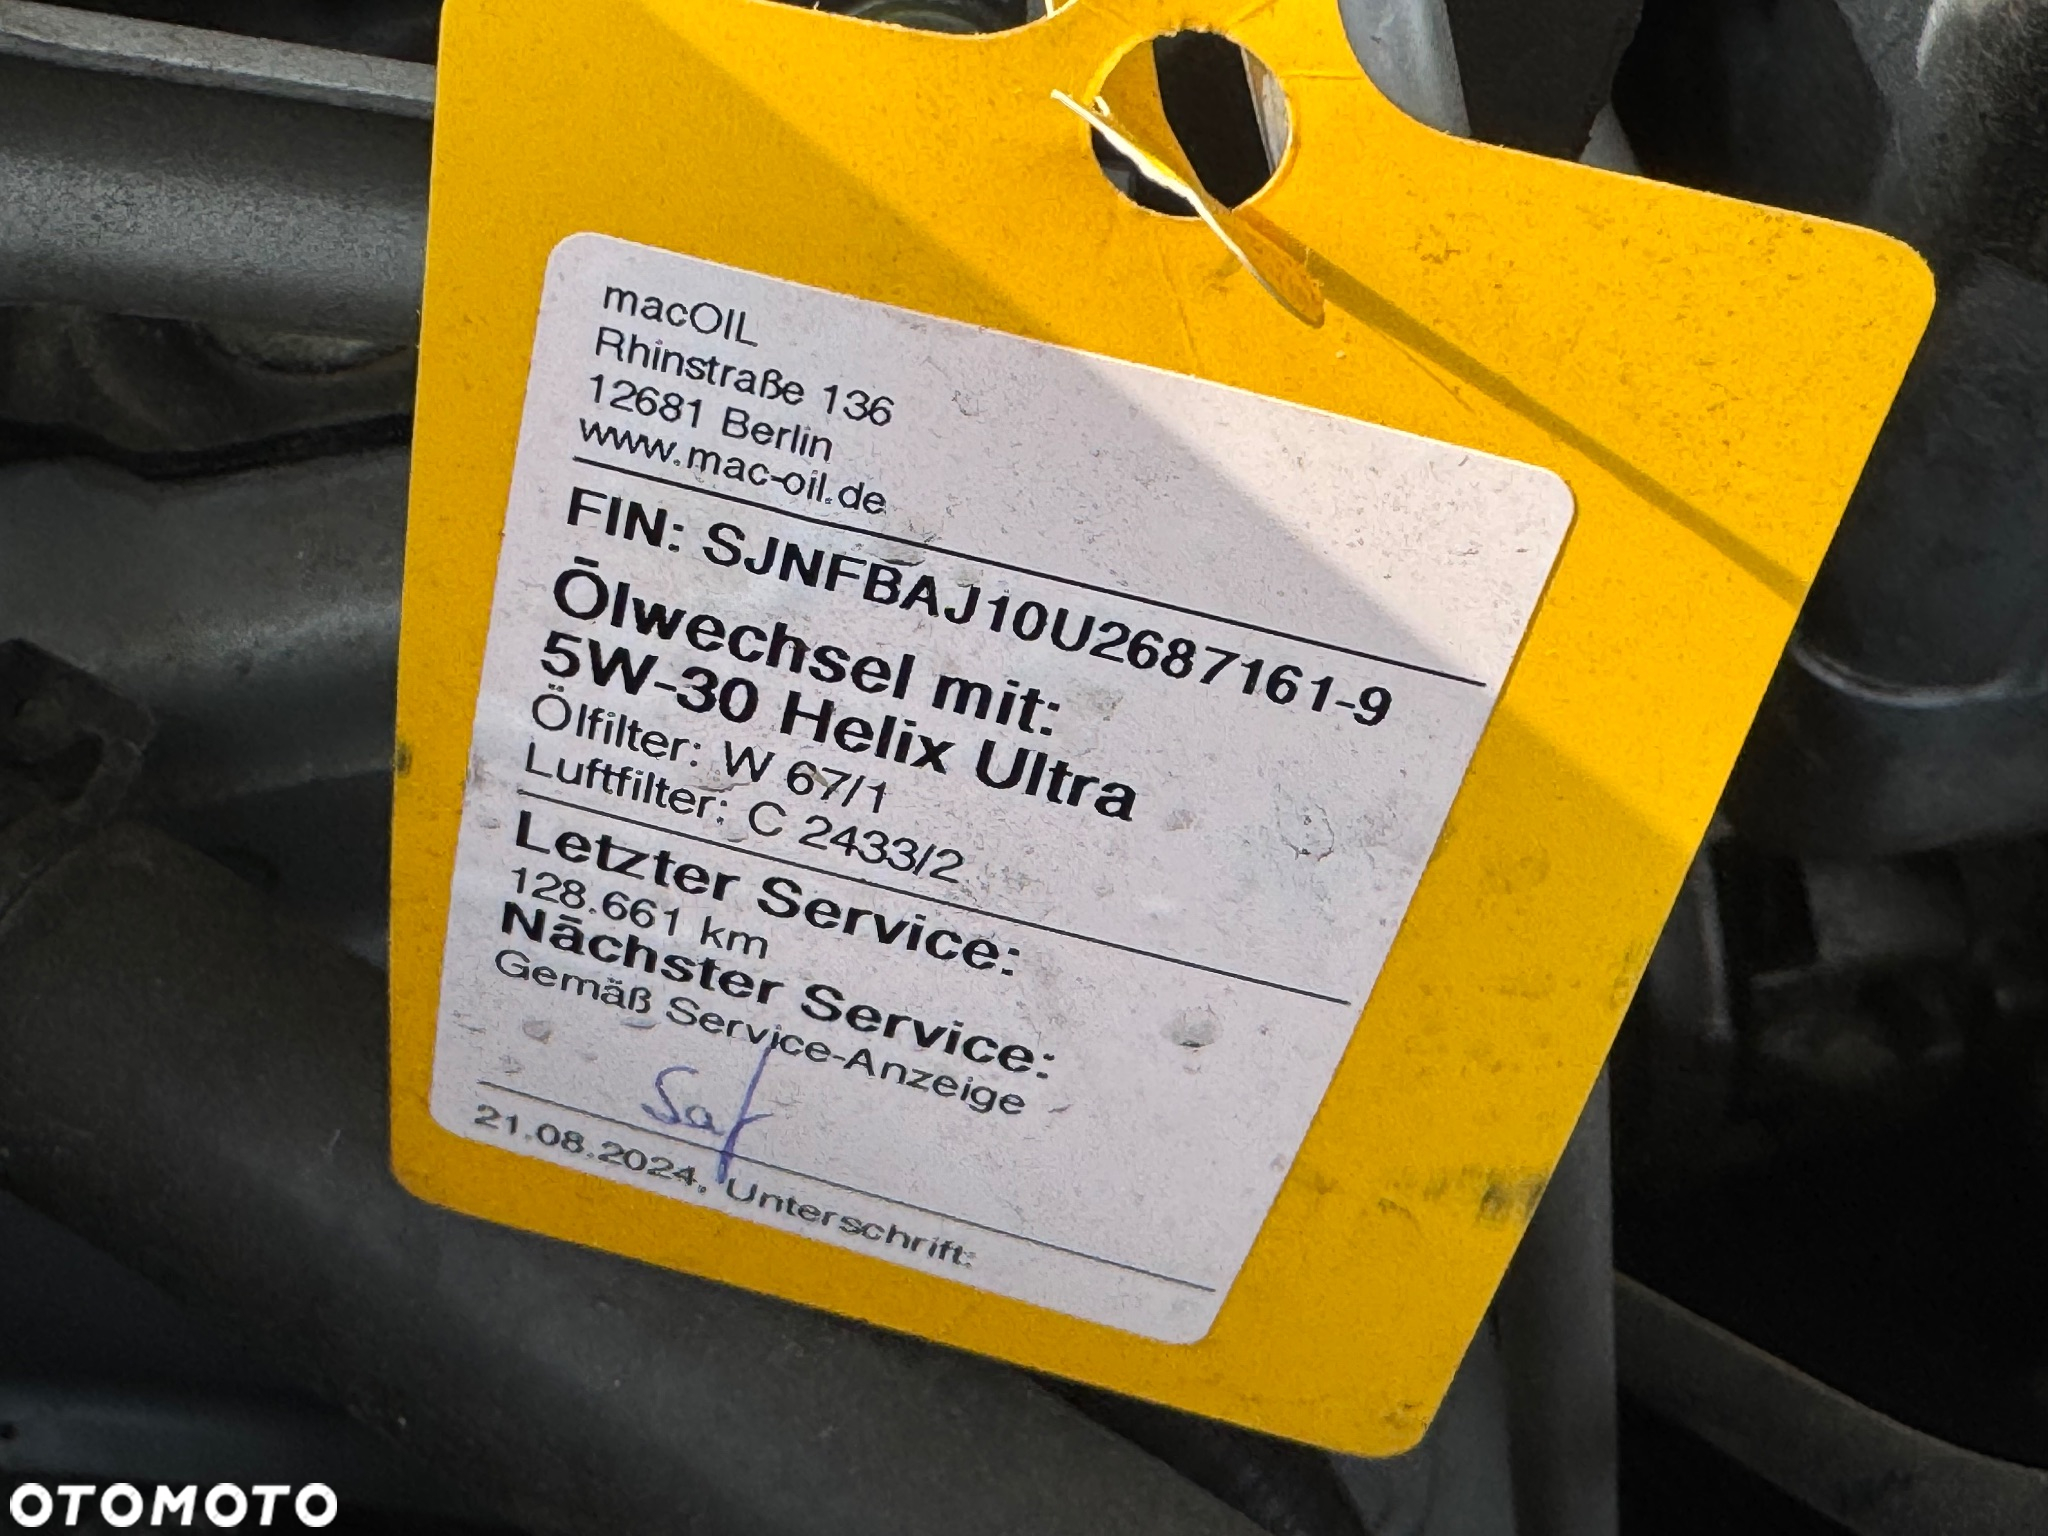 macOIL
Rhinstraße 136
12681 Berlin
www.mac-oil.de
FIN: SJNFBAJ10U2687161-9
Ölwechsel mit:
5W-30 Helix Ultra
Ölfilter: W 67/1
Luftfilter: C 2433/2
Letzter Service:
128.661 km
Nächster Service:
Gemäß Service-Anzeige
21.08.2024, Unterschrift:
OTOMOTO